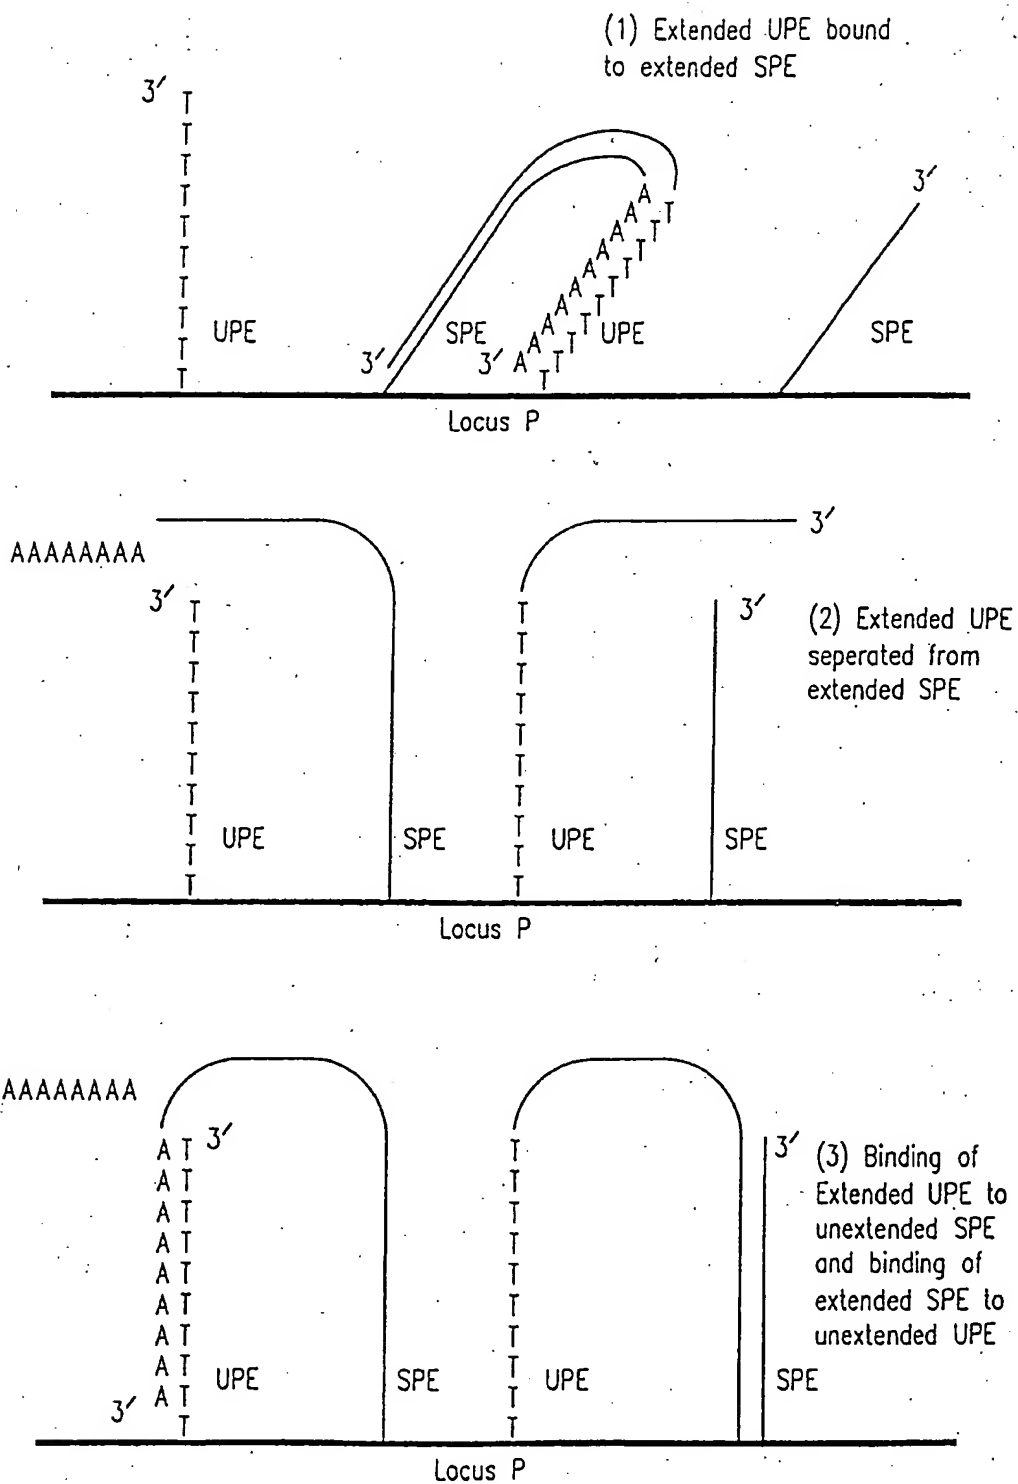 (1) Extended UPE bound
to extended SPE
3′
T
T
T
T
T
T
T
T
T
T
UPE
3′
SPE
3′
A A A A A A A A A A
T T T T T T T T T T
UPE
3′
SPE
Locus P
AAAAAAAA
3′
T
T
T
T
T
T
T
T
T
T
UPE
SPE
3′
T
T
T
T
T
T
T
T
T
T
UPE
3′
SPE
(2) Extended UPE
seperated from
extended SPE
Locus P
AAAAAAAA
3′
A T
A T
A T
A T
A T
A T
A T
A T
A T
T
3′
UPE
SPE
T
T
T
T
T
T
T
T
T
T
UPE
3′
SPE
(3) Binding of
Extended UPE to
unextended SPE
and binding of
extended SPE to
unextended UPE
Locus P